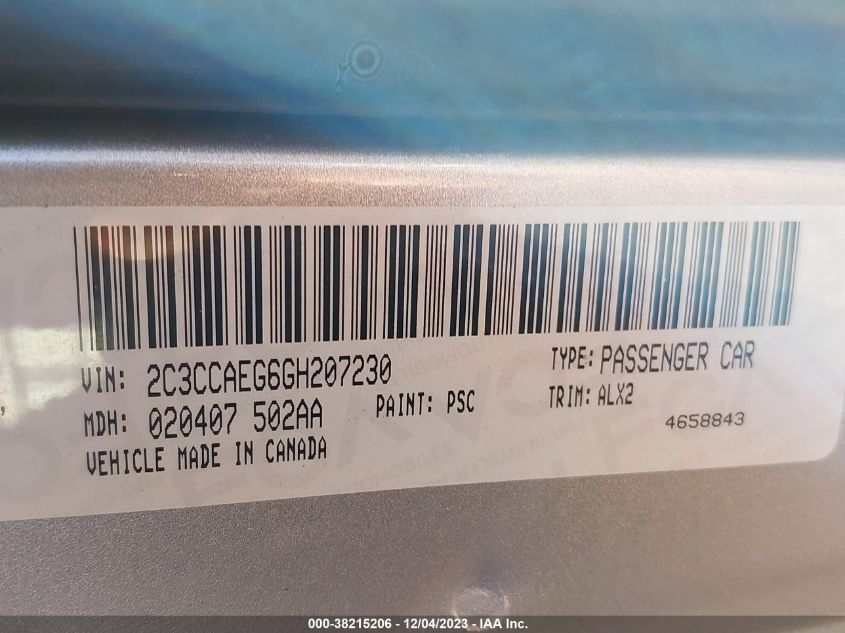 VIN: 2C3CCAEG6GH207230 TYPE: PASSENGER CAR
MDH: 020407 502AA PAINT: PSC TRIM: ALX2
VEHICLE MADE IN CANADA 4658843
000-38215206 - 12/04/2023 - IAA Inc.